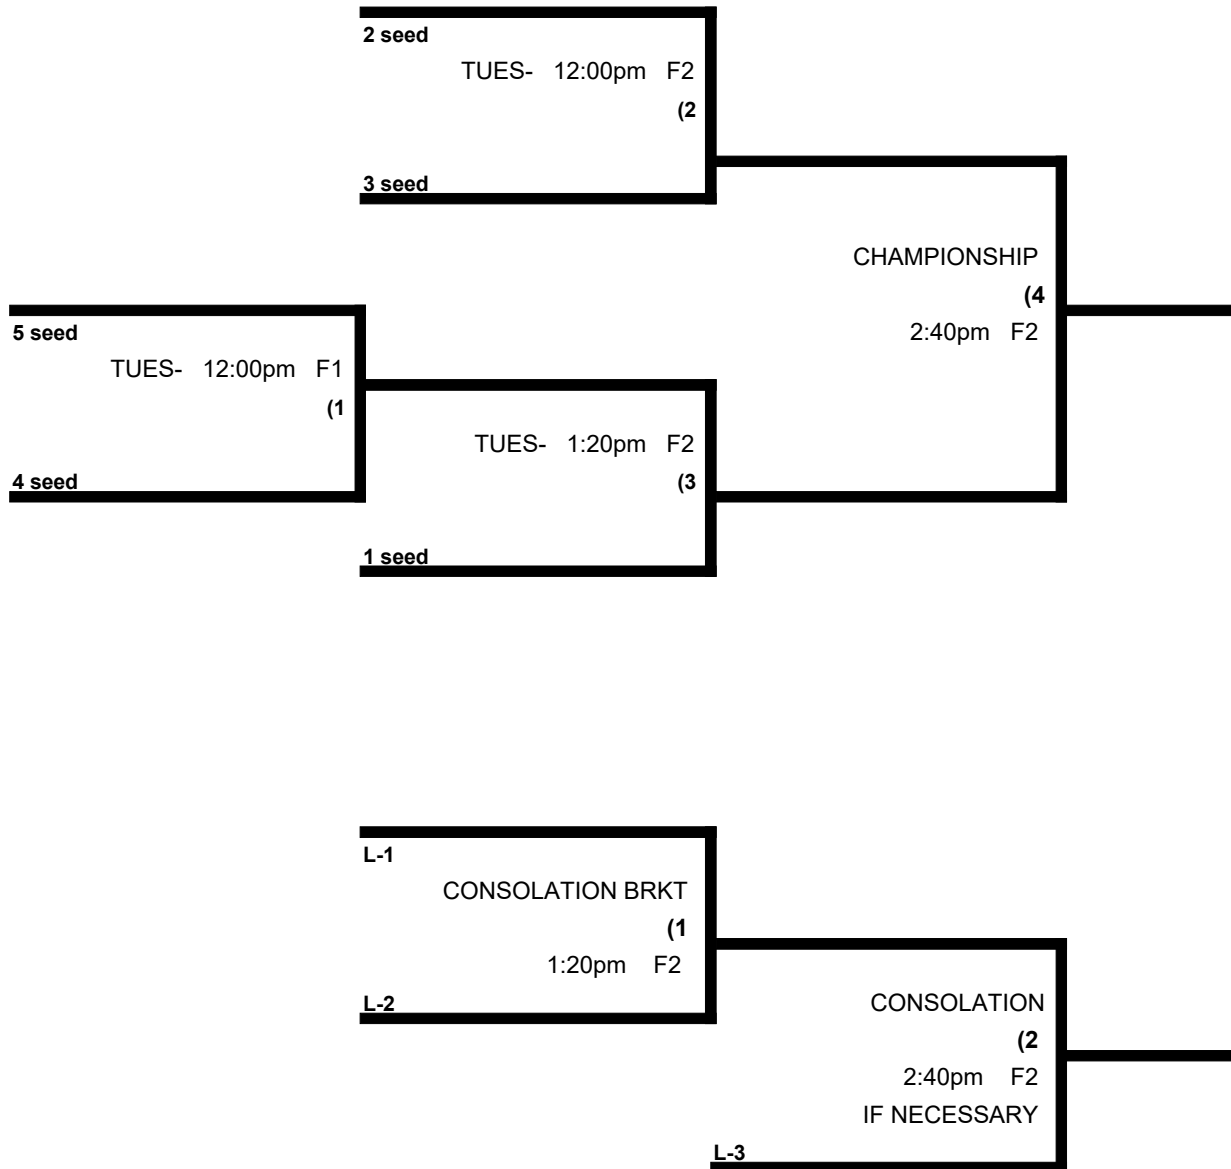 2 seed
TUES- 12:00pm F2
(2
3 seed
CHAMPIONSHIP
(4
2:40pm F2
5 seed
TUES- 12:00pm F1
(1
4 seed
TUES- 1:20pm F2
(3
1 seed
L-1
CONSOLATION BRKT
(1
1:20pm F2
L-2
CONSOLATION
(2
2:40pm F2
IF NECESSARY
L-3